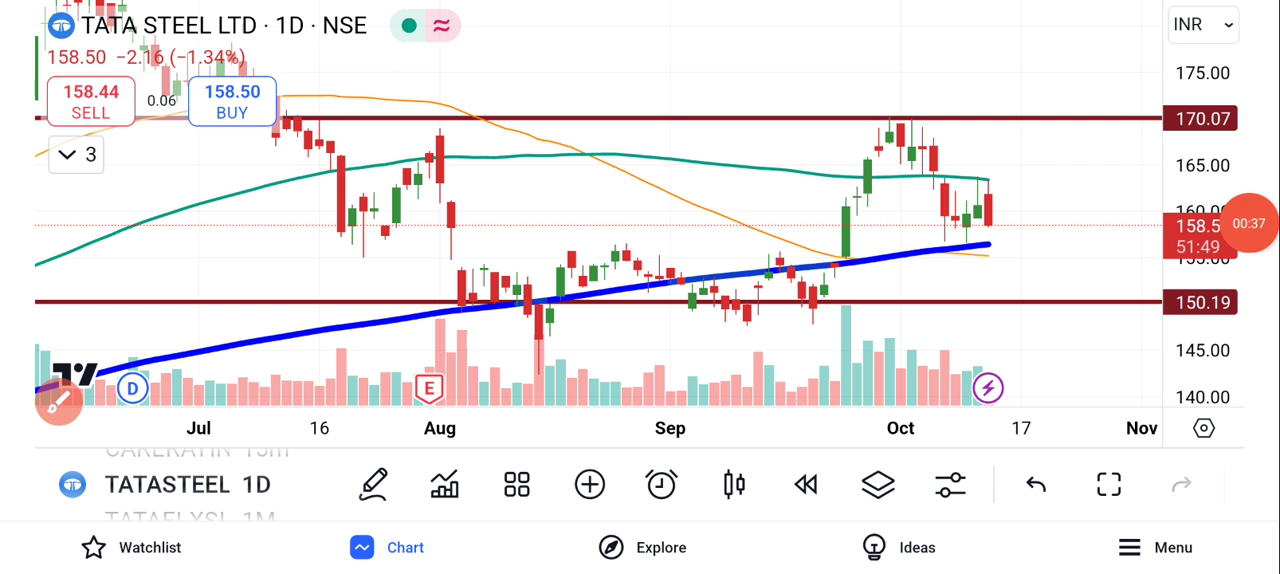 TATA STEEL LTD · 1D · NSE
INR
158.50 −2.16 (−1.34%)
158.44
SELL
0.06
158.50
BUY
3
175.00
170.07
165.00
160.00
158.5
51:49
00:37
155.00
150.19
145.00
140.00
D
E
Jul
16
Aug
Sep
Oct
17
Nov
TATASTEEL 1D
Watchlist
Chart
Explore
Ideas
Menu